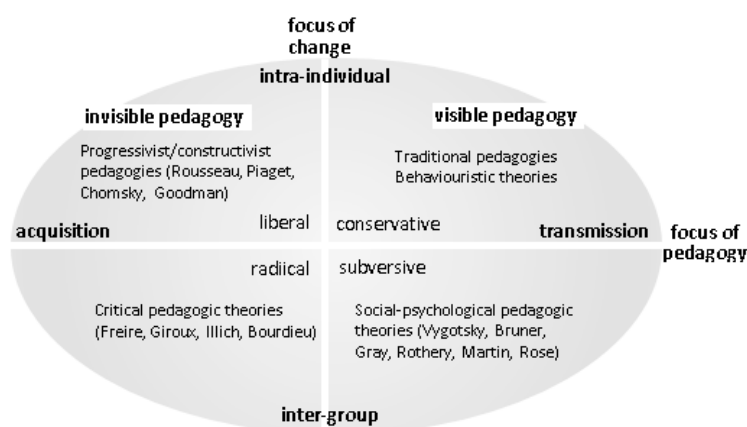 focus of
change
intra-individual
invisible pedagogy
visible pedagogy
Progressivist/constructivist
pedagogies (Rousseau, Piaget,
Chomsky, Goodman)
Traditional pedagogies
Behaviouristic theories
liberal
conservative
acquisition
transmission
focus of
pedagogy
radiical
subversive
Critical pedagogic theories
(Freire, Giroux, Illich, Bourdieu)
Social-psychological pedagogic
theories (Vygotsky, Bruner,
Gray, Rothery, Martin, Rose)
inter-group